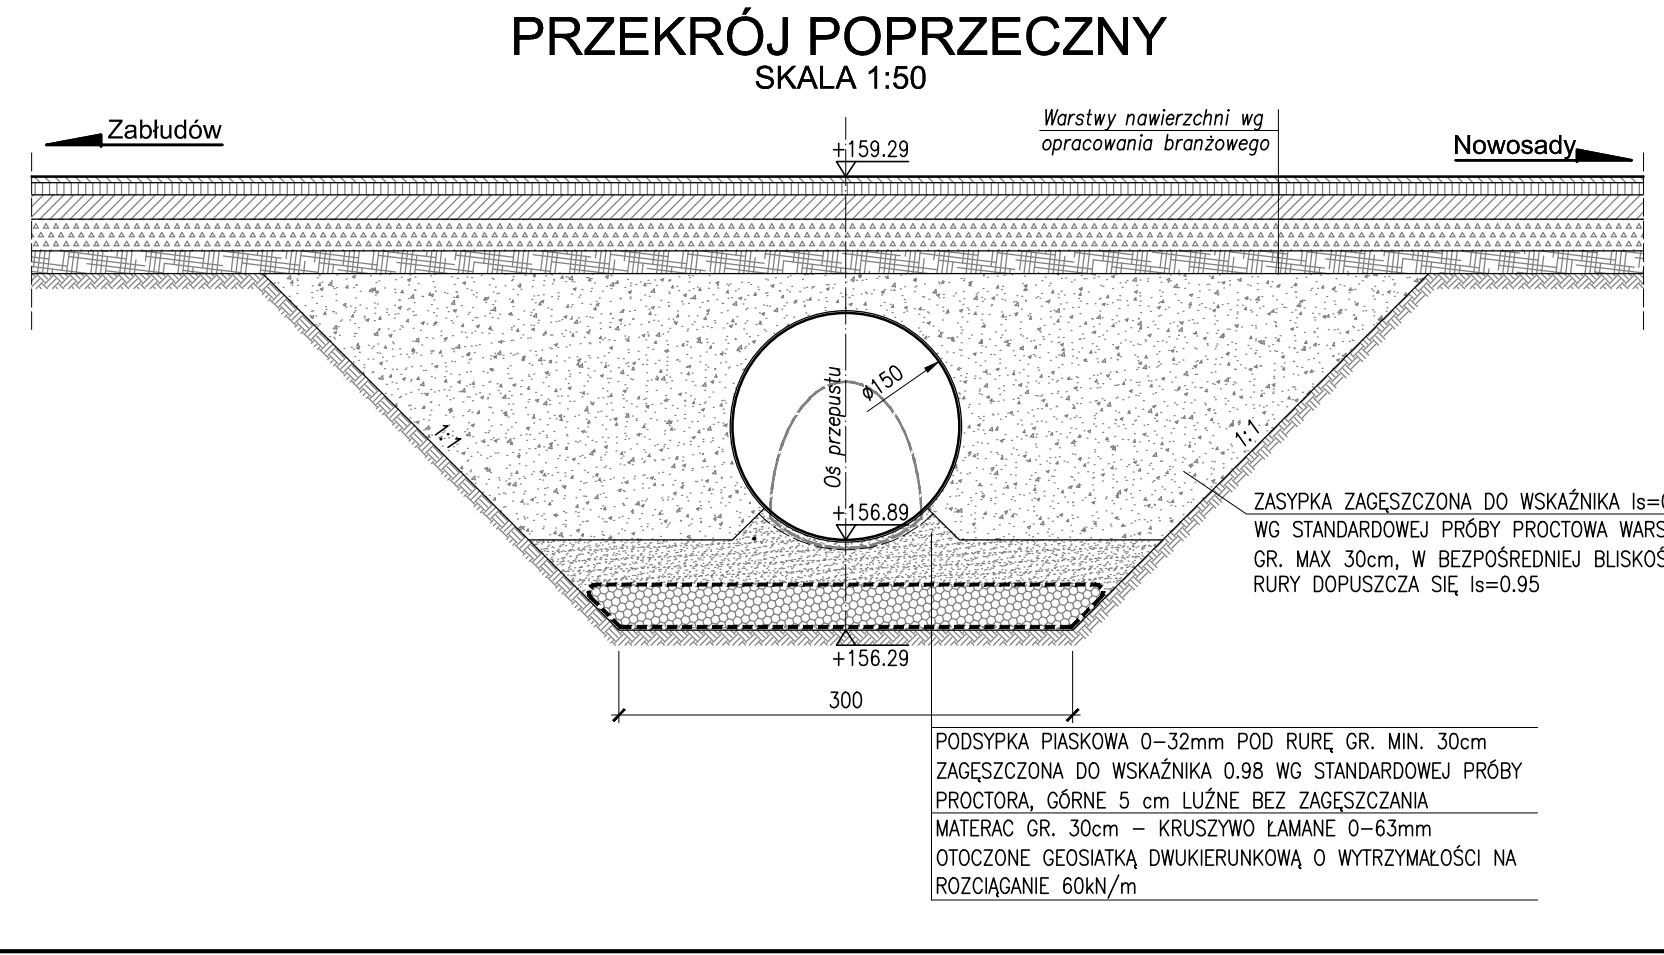 PRZEKRÓJ POPRZECZNY
SKALA 1:50
Zabłudów
+159.29
Warstwy nawierzchni wg
opracowania branżowego
Nowosady
ø150
Oś przepustu
1:1
1:1
+156.89
ZASYPKA ZAGĘSZCZONA DO WSKAŹNIKA Is=
WG STANDARDOWEJ PRÓBY PROCTOWA WARS
GR. MAX 30cm, W BEZPOŚREDNIEJ BLISKOŚ
RURY DOPUSZCZA SIĘ Is=0.95
+156.29
300
PODSYPKA PIASKOWA 0-32mm POD RURĘ GR. MIN. 30cm
ZAGĘSZCZONA DO WSKAŹNIKA 0.98 WG STANDARDOWEJ PRÓBY
PROCTORA, GÓRNE 5 cm LUŹNE BEZ ZAGĘSZCZANIA
MATERAC GR. 30cm - KRUSZYWO ŁAMANE 0-63mm
OTOCZONE GEOSIATKĄ DWUKIERUNKOWĄ O WYTRZYMAŁOŚCI NA
ROZCIĄGANIE 60kN/m